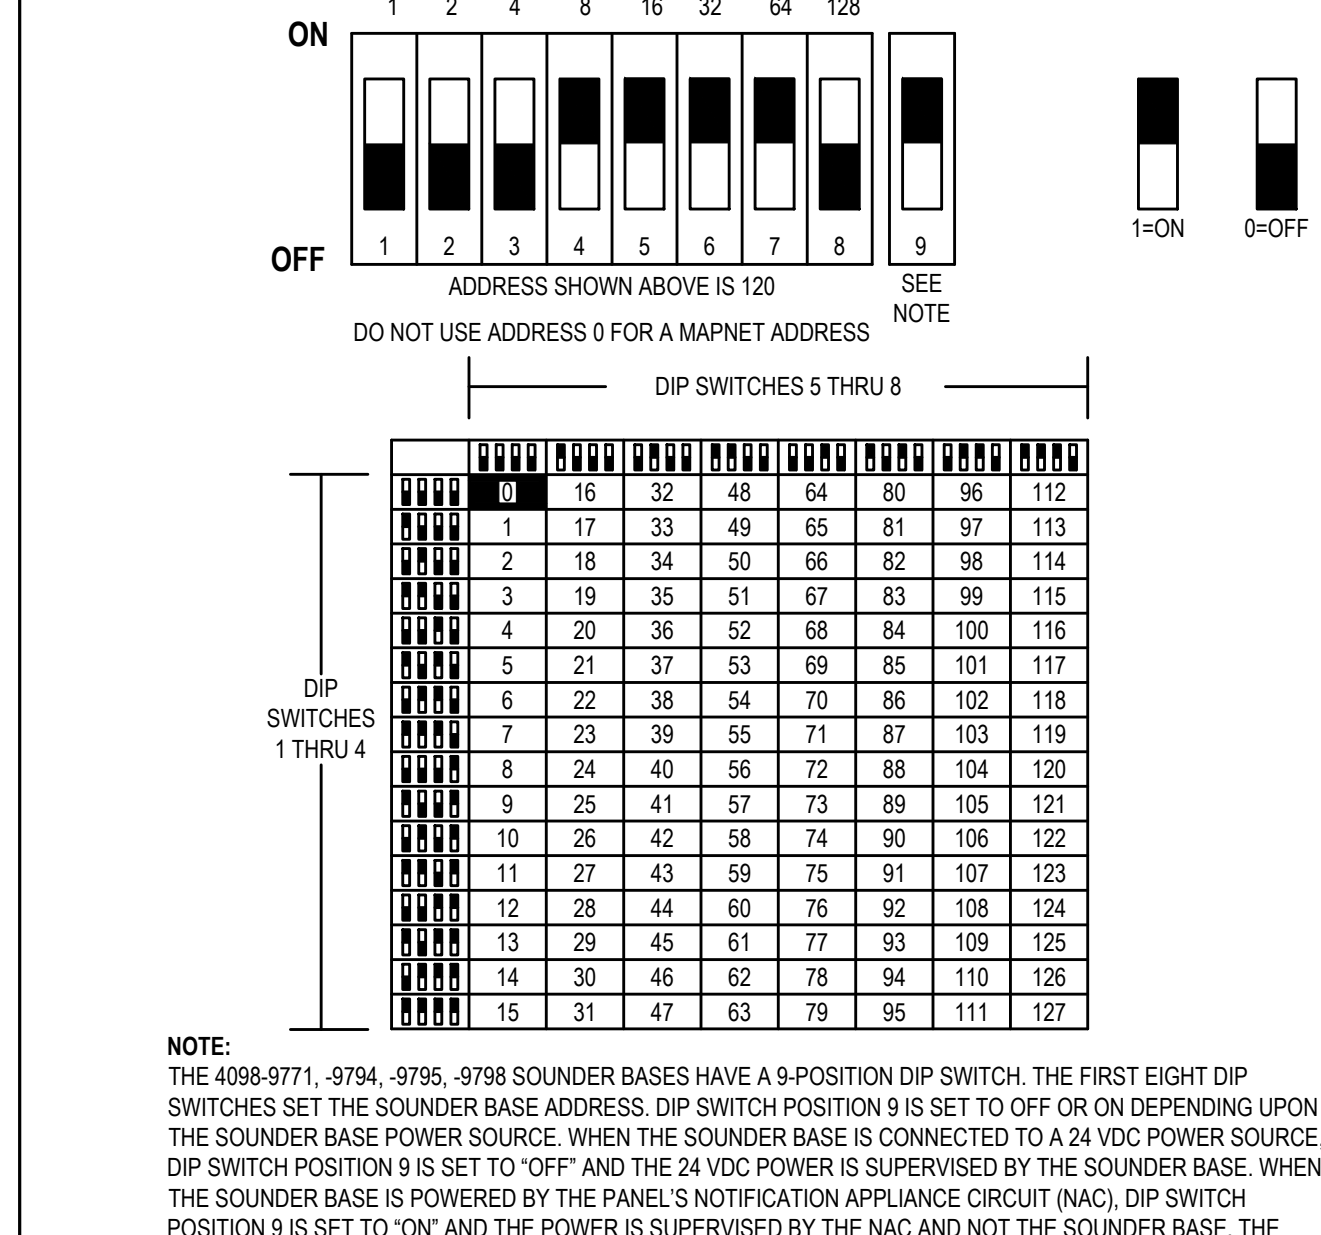 1 2 4 8 16 32 64 128
ON
1 2 3 4 5 6 7 8 9
OFF
1=ON 0=OFF
ADDRESS SHOWN ABOVE IS 120
SEE
NOTE
DO NOT USE ADDRESS 0 FOR A MAPNET ADDRESS
DIP SWITCHES 5 THRU 8
DIP
SWITCHES
1 THRU 4
0 16 32 48 64 80 96 112
1 17 33 49 65 81 97 113
2 18 34 50 66 82 98 114
3 19 35 51 67 83 99 115
4 20 36 52 68 84 100 116
5 21 37 53 69 85 101 117
6 22 38 54 70 86 102 118
7 23 39 55 71 87 103 119
8 24 40 56 72 88 104 120
9 25 41 57 73 89 105 121
10 26 42 58 74 90 106 122
11 27 43 59 75 91 107 123
12 28 44 60 76 92 108 124
13 29 45 61 77 93 109 125
14 30 46 62 78 94 110 126
15 31 47 63 79 95 111 127
NOTE:
THE 4098-9771, -9794, -9795, -9798 SOUNDER BASES HAVE A 9-POSITION DIP SWITCH. THE FIRST EIGHT DIP
SWITCHES SET THE SOUNDER BASE ADDRESS. DIP SWITCH POSITION 9 IS SET TO OFF OR ON DEPENDING UPON
THE SOUNDER BASE POWER SOURCE. WHEN THE SOUNDER BASE IS CONNECTED TO A 24 VDC POWER SOURCE,
DIP SWITCH POSITION 9 IS SET TO “OFF” AND THE 24 VDC POWER IS SUPERVISED BY THE SOUNDER BASE. WHEN
THE SOUNDER BASE IS POWERED BY THE PANEL’S NOTIFICATION APPLIANCE CIRCUIT (NAC), DIP SWITCH
POSITION 9 IS SET TO “ON” AND THE POWER IS SUPERVISED BY THE NAC AND NOT THE SOUNDER BASE. THE